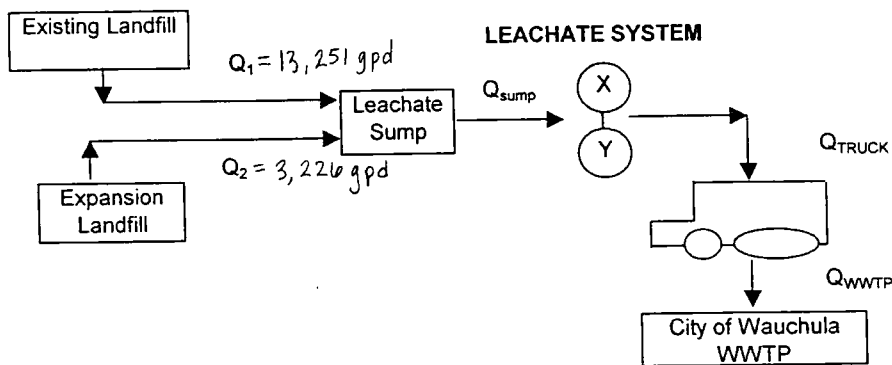 Existing Landfill
LEACHATE SYSTEM
Q1 = 13,251 gpd
Leachate
Sump
Qsump
X
Y
QTRUCK
Q2 = 3,226 gpd
Expansion
Landfill
QWWTP
City of Wauchula
WWTP